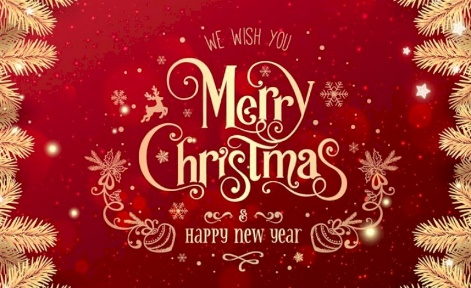 WE WISH YOU
Merry
Christmas
&
HAPPY NEW YEAR